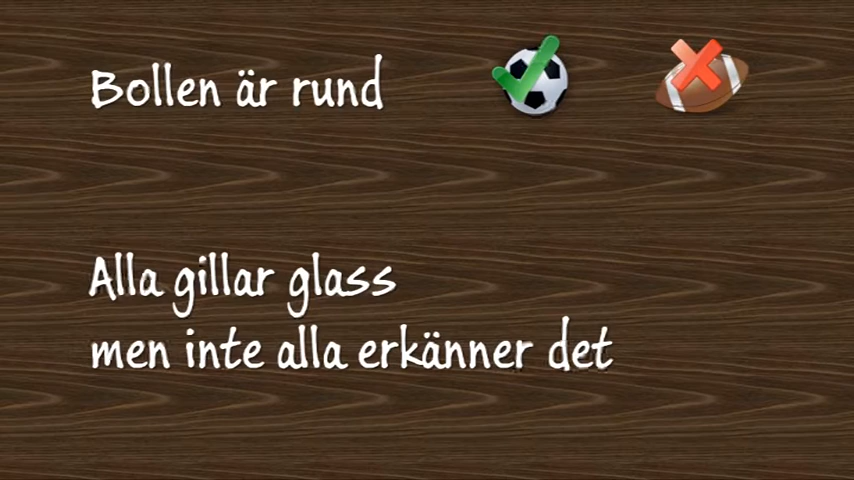 Bollen är rund
Alla gillar glass
men inte alla erkänner det